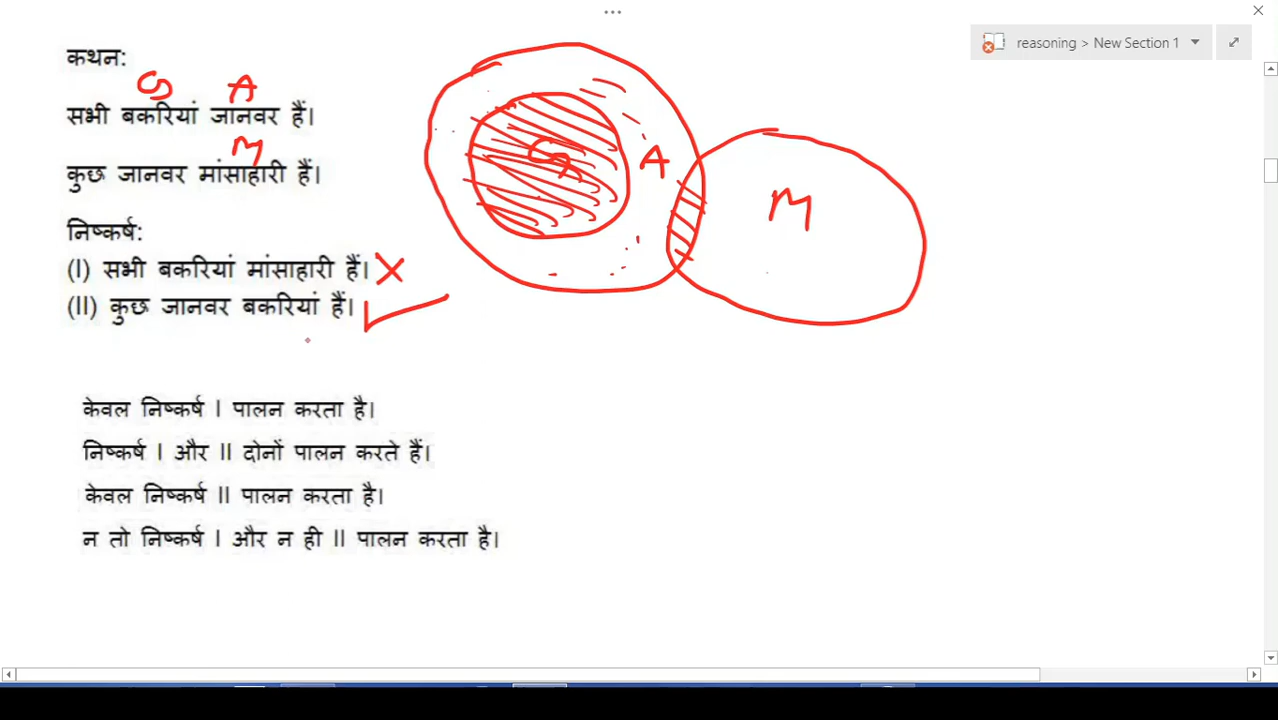 reasoning > New Section 1
कथन:
G A
सभी बकरियां जानवर हैं।
M
कुछ जानवर मांसाहारी हैं।
निष्कर्ष:
(I) सभी बकरियां मांसाहारी हैं।
(II) कुछ जानवर बकरियां हैं।
G A M
केवल निष्कर्ष I पालन करता है।
निष्कर्ष I और II दोनों पालन करते हैं।
केवल निष्कर्ष II पालन करता है।
न तो निष्कर्ष I और न ही II पालन करता है।